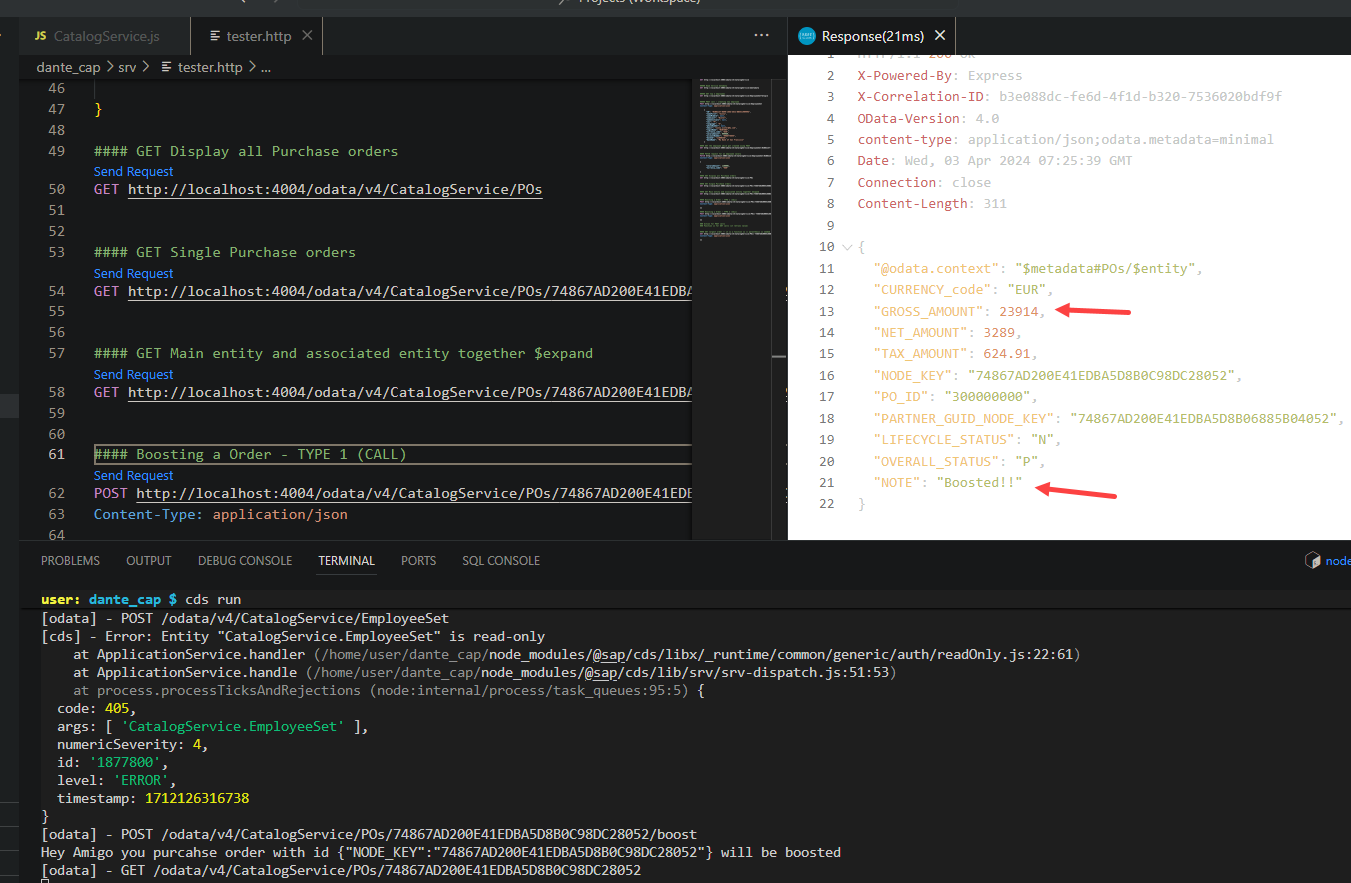 Projects (Workspace)
JS CatalogService.js
tester.http
Response(21ms)
dante_cap > srv > tester.http > ...
46
47 }
48
49 #### GET Display all Purchase orders
Send Request
50 GET http://localhost:4004/odata/v4/CatalogService/POs
51
52
53 #### GET Single Purchase orders
Send Request
54 GET http://localhost:4004/odata/v4/CatalogService/POs/74867AD200E41EDBA
55
56
57 #### GET Main entity and associated entity together $expand
Send Request
58 GET http://localhost:4004/odata/v4/CatalogService/POs/74867AD200E41EDBA
59
60
61 #### Boosting a Order - TYPE 1 (CALL)
Send Request
62 POST http://localhost:4004/odata/v4/CatalogService/POs/74867AD200E41EDE
63 Content-Type: application/json
64
1 HTTP/1.1 200 OK
2 X-Powered-By: Express
3 X-Correlation-ID: b3e088dc-fe6d-4f1d-b320-7536020bdf9f
4 OData-Version: 4.0
5 content-type: application/json;odata.metadata=minimal
6 Date: Wed, 03 Apr 2024 07:25:39 GMT
7 Connection: close
8 Content-Length: 311
9
10 {
11 "@odata.context": "$metadata#POs/$entity",
12 "CURRENCY_code": "EUR",
13 "GROSS_AMOUNT": 23914,
14 "NET_AMOUNT": 3289,
15 "TAX_AMOUNT": 624.91,
16 "NODE_KEY": "74867AD200E41EDBA5D8B0C98DC28052",
17 "PO_ID": "300000000",
18 "PARTNER_GUID_NODE_KEY": "74867AD200E41EDBA5D8B06885B04052",
19 "LIFECYCLE_STATUS": "N",
20 "OVERALL_STATUS": "P",
21 "NOTE": "Boosted!!"
22 }
PROBLEMS OUTPUT DEBUG CONSOLE TERMINAL PORTS SQL CONSOLE
node
user: dante_cap $ cds run
[odata] - POST /odata/v4/CatalogService/EmployeeSet
[cds] - Error: Entity "CatalogService.EmployeeSet" is read-only
at ApplicationService.handler (/home/user/dante_cap/node_modules/@sap/cds/libx/_runtime/common/generic/auth/readOnly.js:22:61)
at ApplicationService.handle (/home/user/dante_cap/node_modules/@sap/cds/lib/srv/srv-dispatch.js:51:53)
at process.processTicksAndRejections (node:internal/process/task_queues:95:5) {
code: 405,
args: [ 'CatalogService.EmployeeSet' ],
numericSeverity: 4,
id: '1877800',
level: 'ERROR',
timestamp: 1712126316738
}
[odata] - POST /odata/v4/CatalogService/POs/74867AD200E41EDBA5D8B0C98DC28052/boost
Hey Amigo you purcahse order with id {"NODE_KEY":"74867AD200E41EDBA5D8B0C98DC28052"} will be boosted
[odata] - GET /odata/v4/CatalogService/POs/74867AD200E41EDBA5D8B0C98DC28052